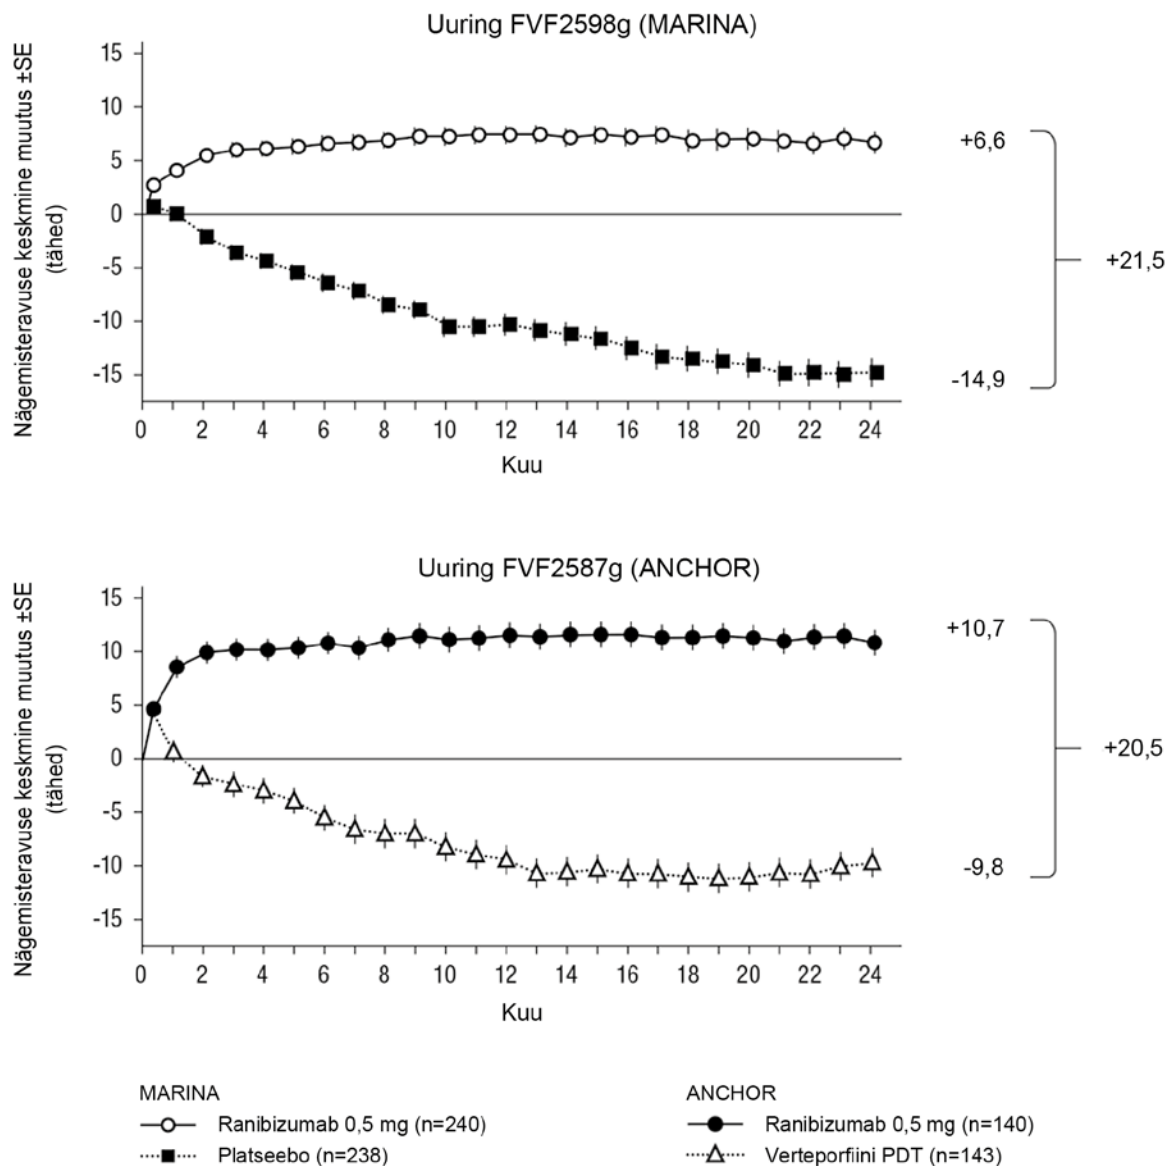 Uuring FVF2598g (MARINA)
Nägemisteravuse keskmine muutus ±SE
(tähed)
15
10
5
0
-5
-10
-15
0 2 4 6 8 10 12 14 16 18 20 22 24
Kuu
+6,6
+21,5
-14,9
Uuring FVF2587g (ANCHOR)
Nägemisteravuse keskmine muutus ±SE
(tähed)
15
10
5
0
-5
-10
-15
0 2 4 6 8 10 12 14 16 18 20 22 24
Kuu
+10,7
+20,5
-9,8
MARINA
Ranibizumab 0,5 mg (n=240)
Platseebo (n=238)
ANCHOR
Ranibizumab 0,5 mg (n=140)
Verteporfiini PDT (n=143)